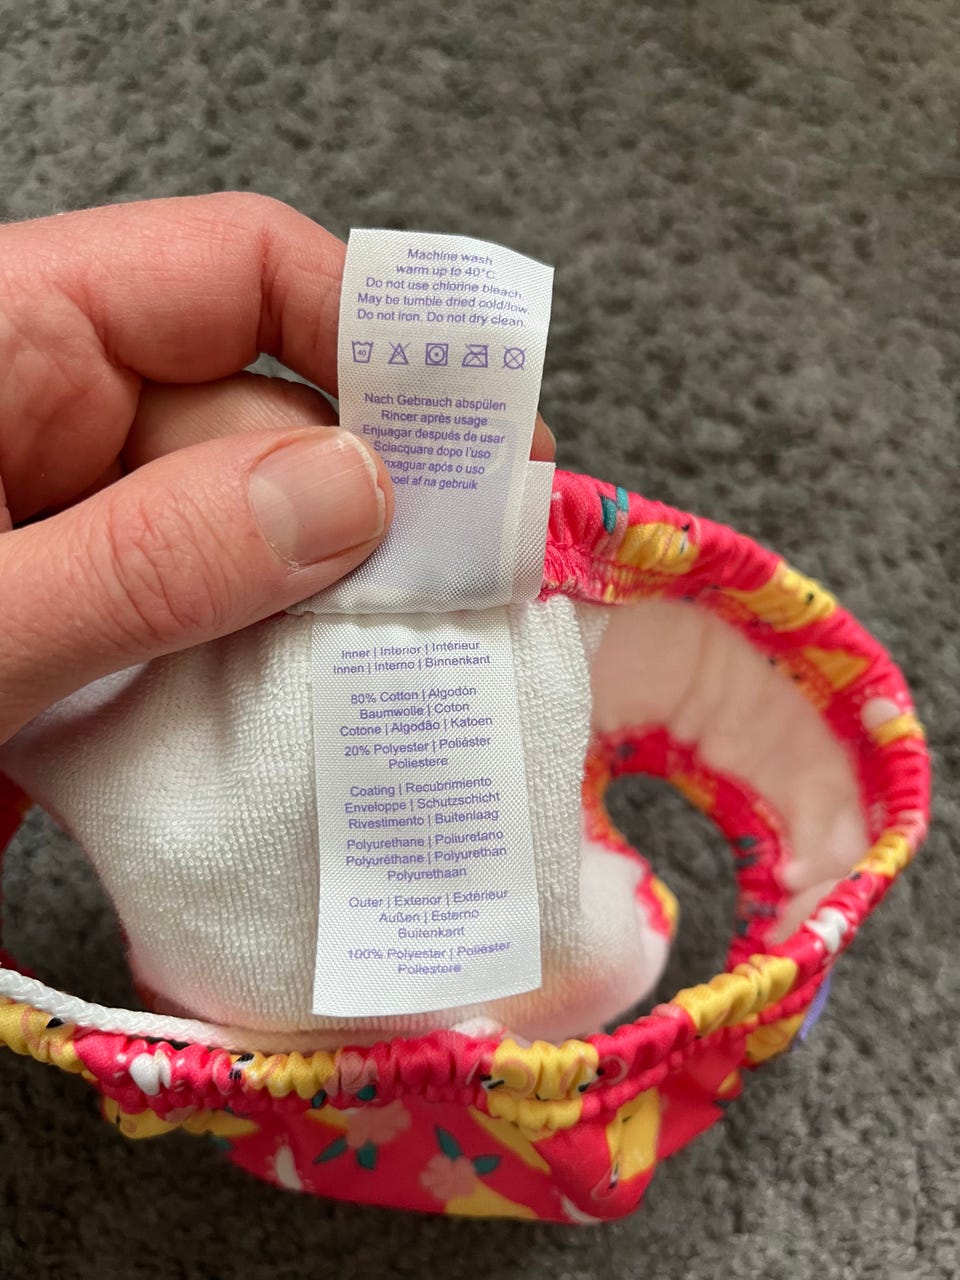 Machine wash
warm up to 40°C.
Do not use chlorine bleach.
May be tumble dried cold/low.
Do not iron. Do not dry clean.
40
Nach Gebrauch abspülen
Rincer après usage
Enjuagar después de usar
Sciacquare dopo l'uso
após o uso
af na gebruik
Inner | Interior | Intérieur
Innen | Interno | Binnenkant
80% Cotton | Algodón
Baumwolle | Coton
Cotone | Algodão | Katoen
20% Polyester | Poliéster
Poliestere
Coating | Recubrimiento
Enveloppe | Schutzschicht
Rivestimento | Buitenlaag
Polyurethane | Poliuretano
Polyuréthane | Polyurethan
Polyurethaan
Outer | Exterior | Extérieur
Außen | Esterno
Buitenkant
100% Polyester | Poliéster
Poliestere